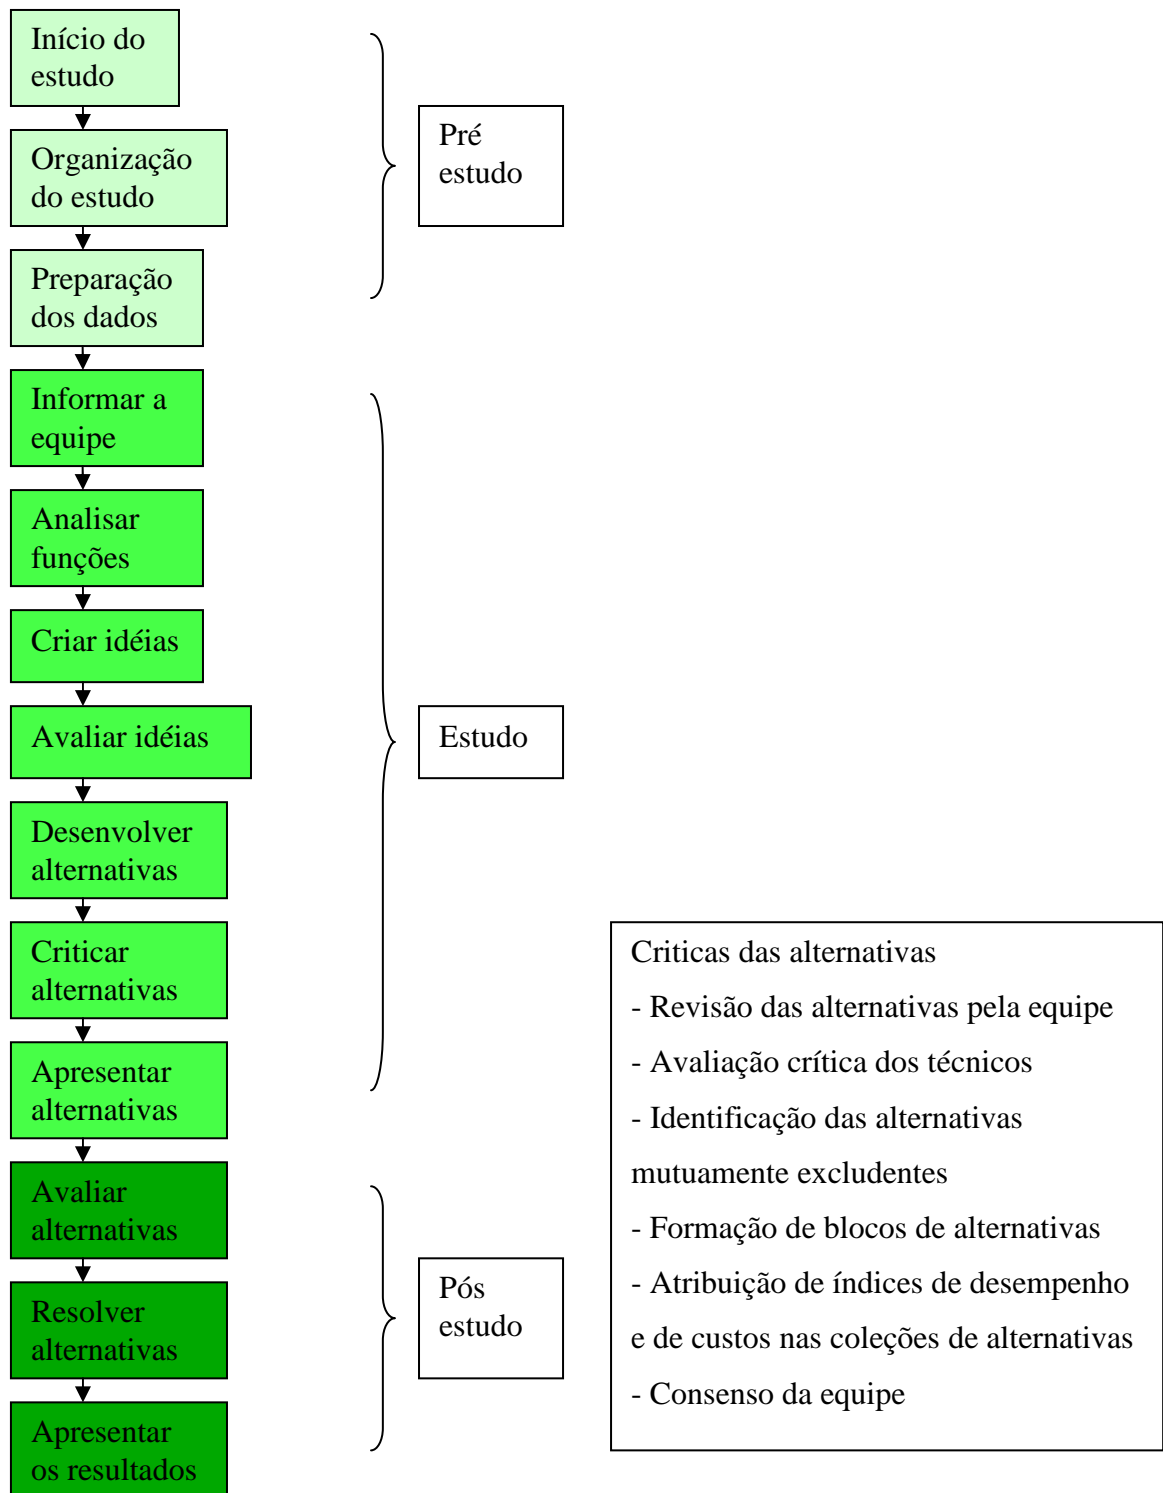 Início do
estudo
Organização
do estudo
Preparação
dos dados
Pré
estudo
Informar a
equipe
Analisar
funções
Criar idéias
Avaliar idéias
Desenvolver
alternativas
Criticar
alternativas
Apresentar
alternativas
Estudo
Avaliar
alternativas
Resolver
alternativas
Apresentar
os resultados
Pós
estudo
Criticas das alternativas
- Revisão das alternativas pela equipe
- Avaliação crítica dos técnicos
- Identificação das alternativas
mutuamente excludentes
- Formação de blocos de alternativas
- Atribuição de índices de desempenho
e de custos nas coleções de alternativas
- Consenso da equipe